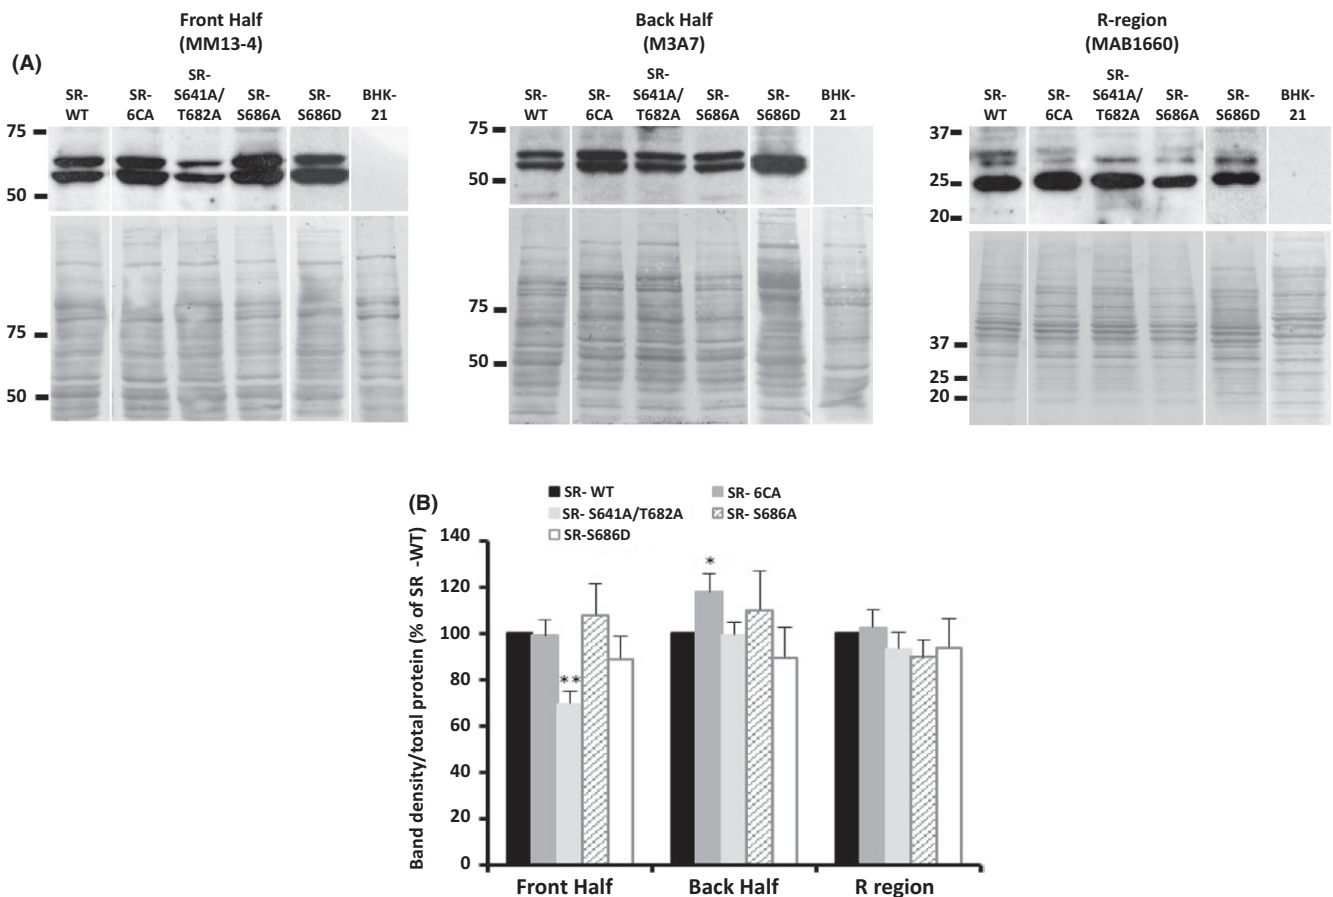 Front Half
(MM13-4)
Back Half
(M3A7)
R-region
(MAB1660)
(A)
SR-
WT
SR-
6CA
SR-
S641A/
T682A
SR-
S686A
SR-
S686D
BHK-
21
SR-
WT
SR-
6CA
SR-
S641A/
T682A
SR-
S686A
SR-
S686D
BHK-
21
SR-
WT
SR-
6CA
SR-
S641A/
T682A
SR-
S686A
SR-
S686D
BHK-
21
75
50
75
50
75
50
75
50
37
25
20
37
25
20
(B)
SR- WT
SR- 6CA
SR- S641A/T682A
SR- S686A
SR-S686D
Band density/total protein (% of SR -WT)
140
120
100
80
60
40
20
0
**
*
Front Half
Back Half
R region